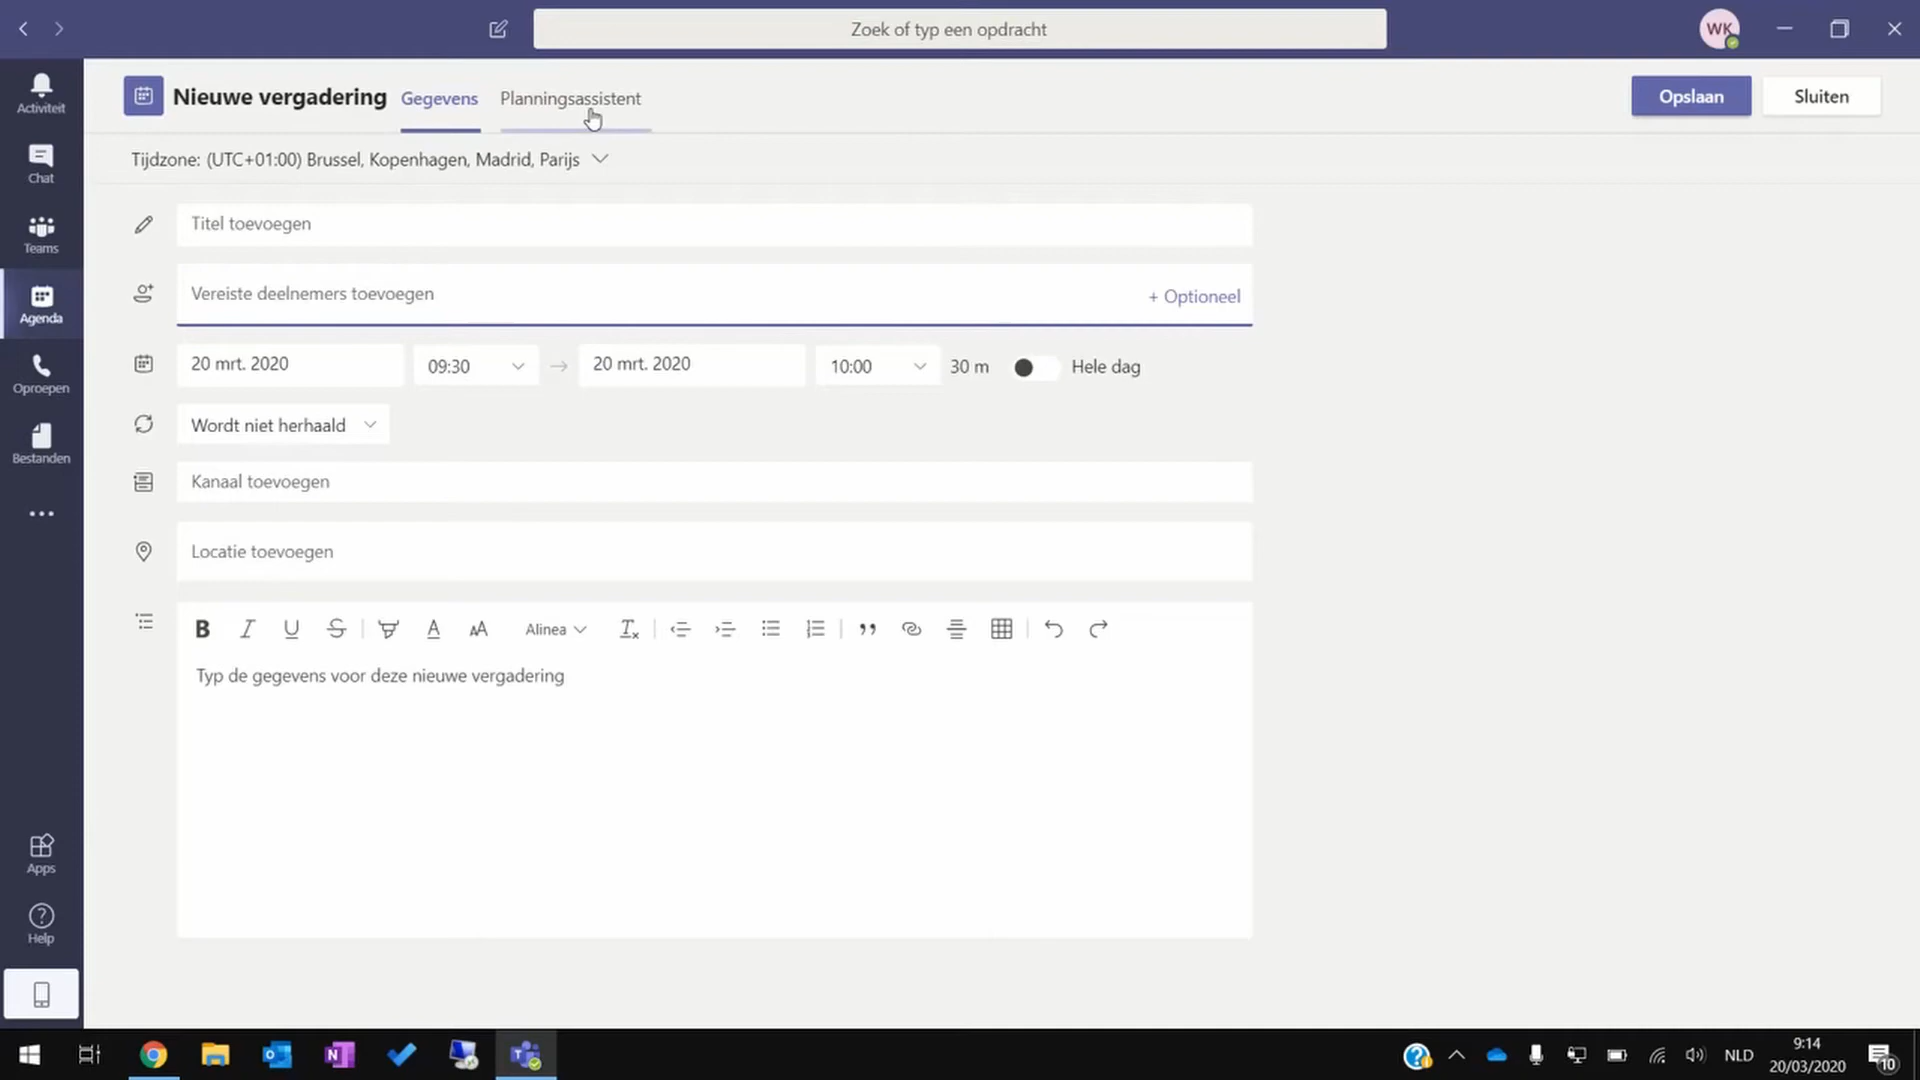 Zoek of typ een opdracht
WK
Activiteit
Chat
Teams
Agenda
Oproepen
Bestanden
Apps
Help
Nieuwe vergadering Gegevens Planningsassistent
Opslaan Sluiten
Tijdzone: (UTC+01:00) Brussel, Kopenhagen, Madrid, Parijs
Titel toevoegen
Vereiste deelnemers toevoegen + Optioneel
20 mrt. 2020 09:30 → 20 mrt. 2020 10:00 30 m Hele dag
Wordt niet herhaald
Kanaal toevoegen
Locatie toevoegen
B I U S A AA Alinea
Typ de gegevens voor deze nieuwe vergadering
NLD
9:14
20/03/2020
10